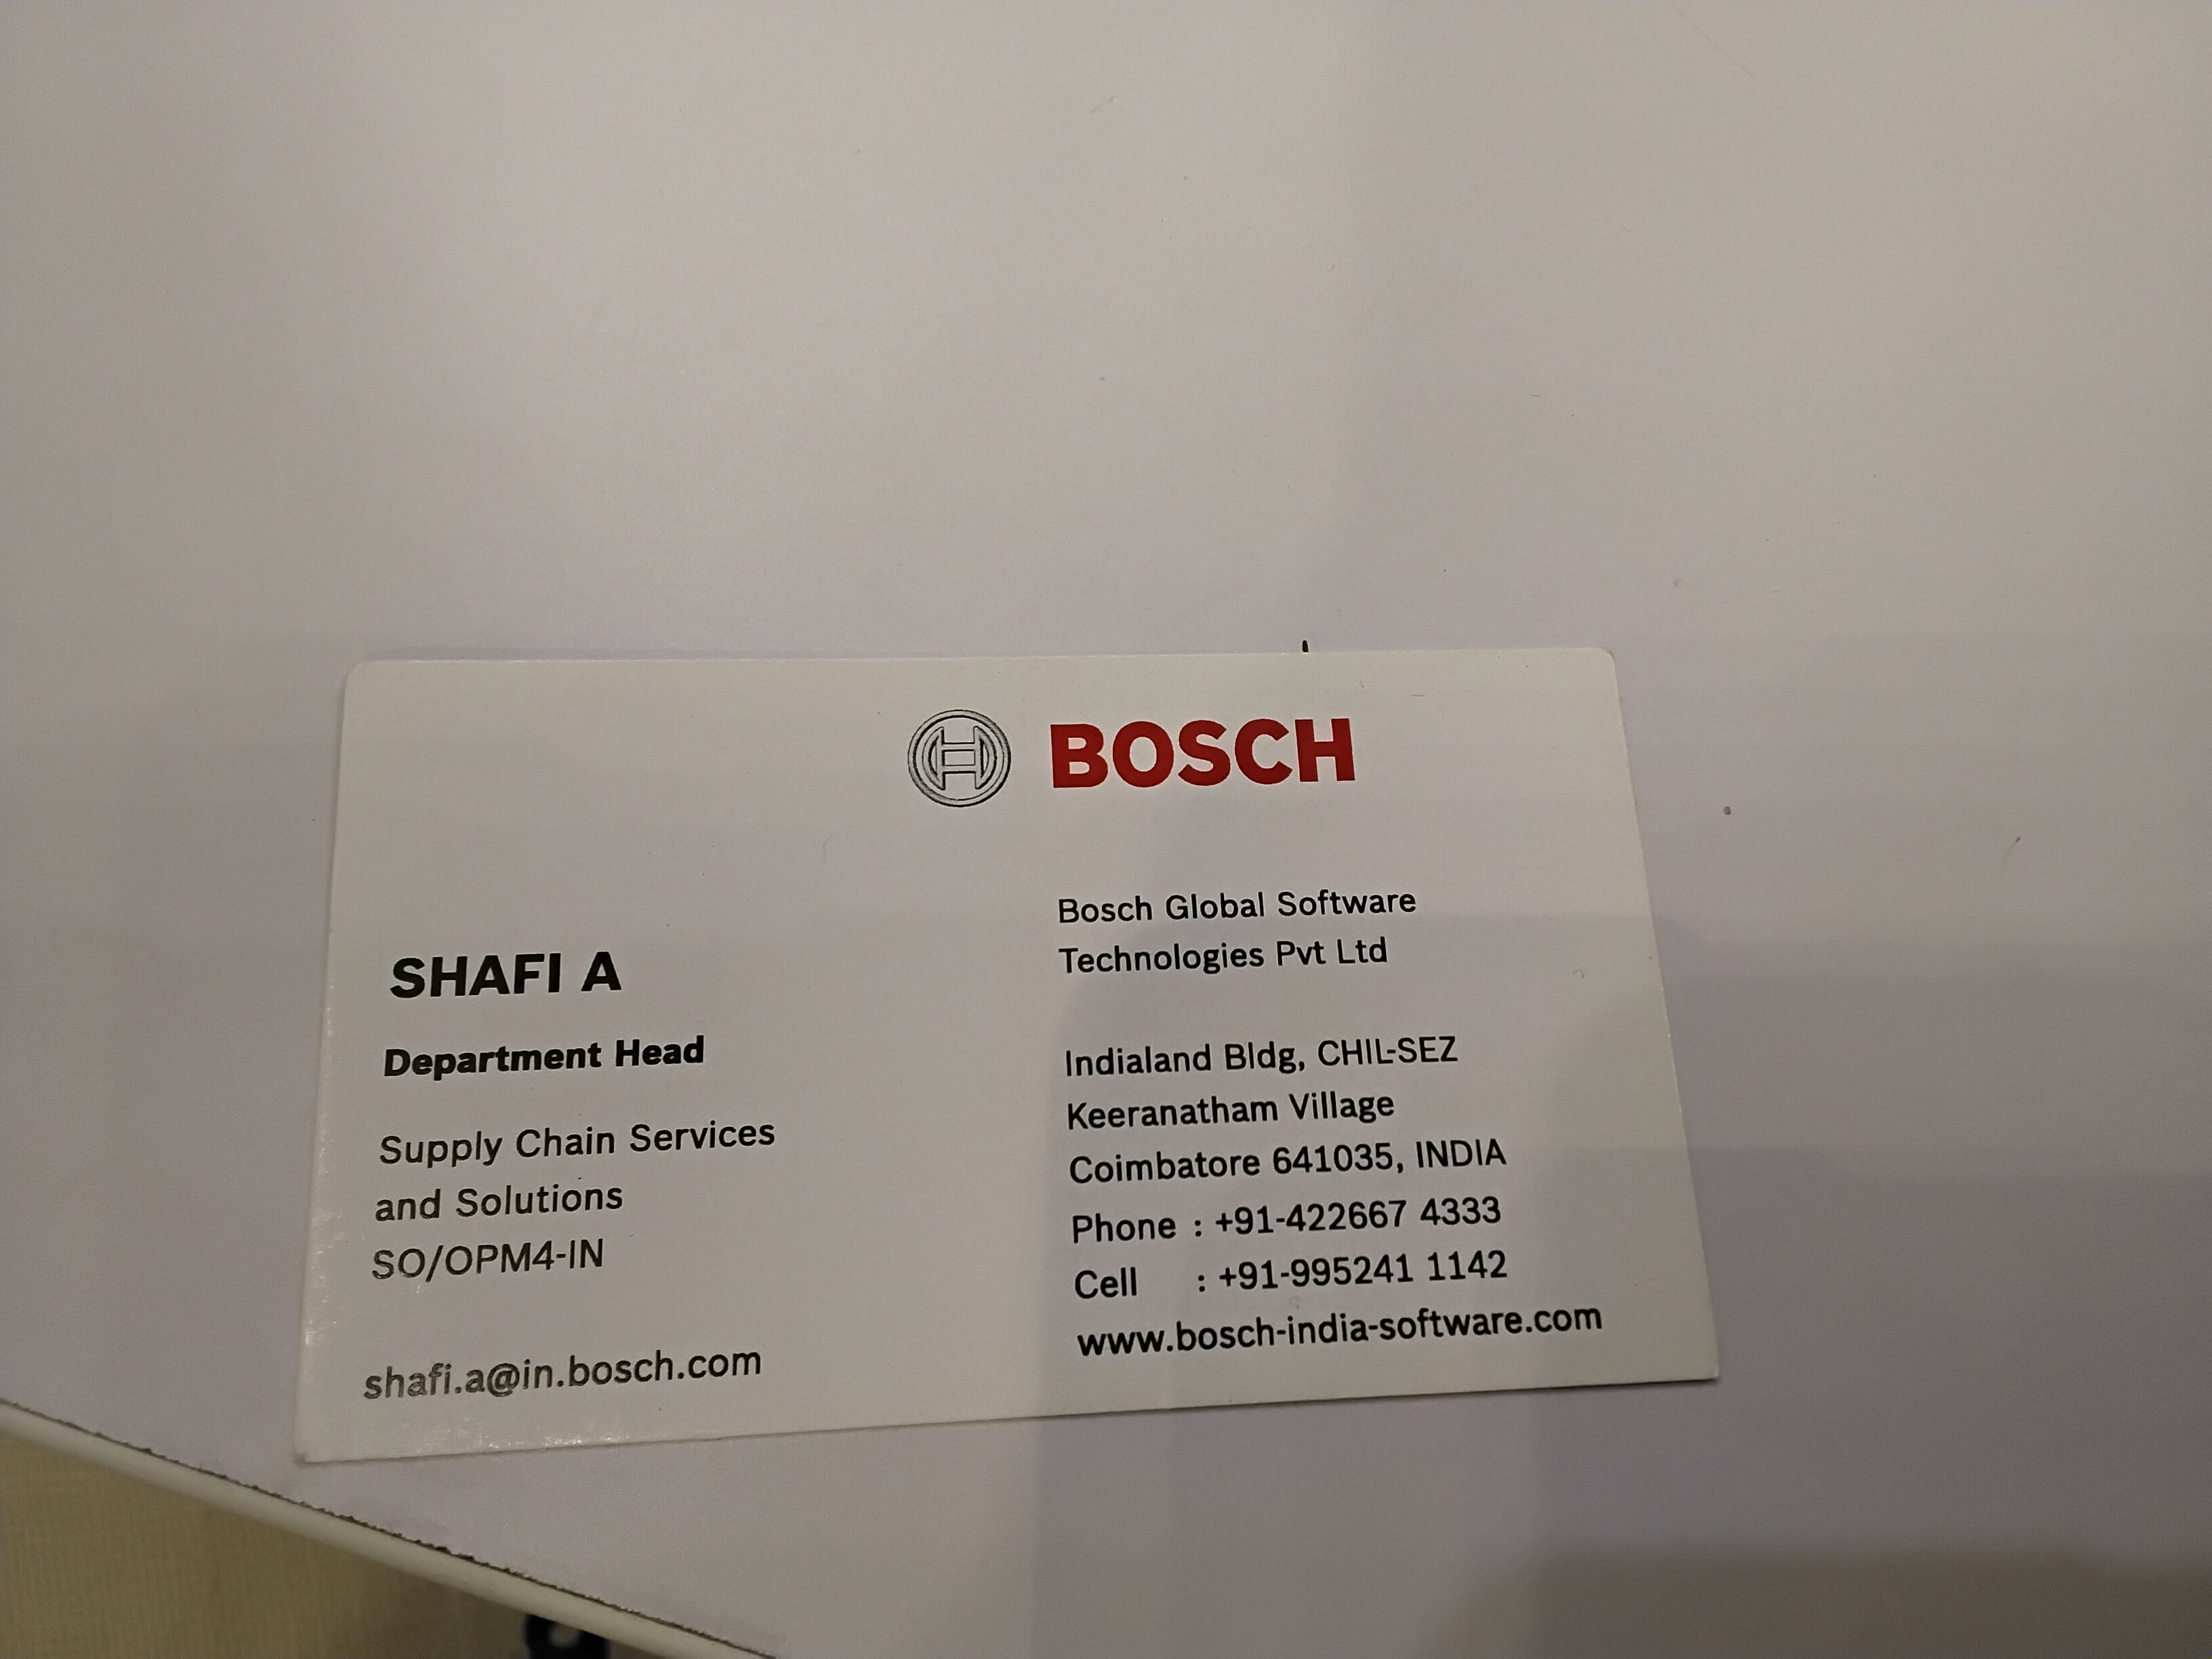 BOSCH
SHAFI A
Department Head
Supply Chain Services
and Solutions
SO/OPM4-IN
shafi.a@in.bosch.com
Bosch Global Software
Technologies Pvt Ltd
Indialand Bldg, CHIL-SEZ
Keeranatham Village
Coimbatore 641035, INDIA
Phone : +91-422667 4333
Cell : +91-995241 1142
www.bosch-india-software.com